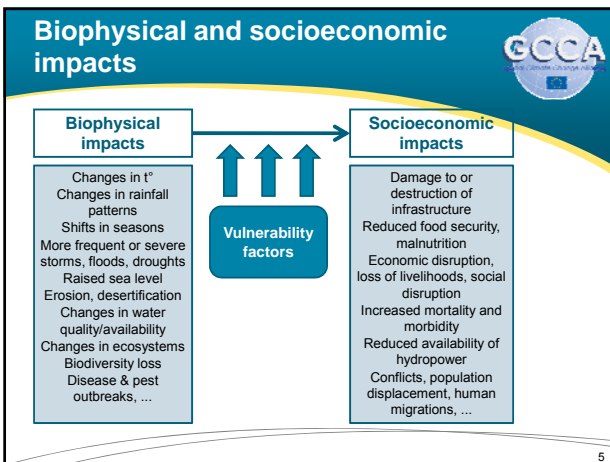 Biophysical and socioeconomic
impacts
GCCA
Biophysical
impacts
Changes in t°
Changes in rainfall
patterns
Shifts in seasons
More frequent or severe
storms, floods, droughts
Raised sea level
Erosion, desertification
Changes in water
quality/availability
Changes in ecosystems
Biodiversity loss
Disease & pest
outbreaks, ...
Vulnerability
factors
Socioeconomic
impacts
Damage to or
destruction of
infrastructure
Reduced food security,
malnutrition
Economic disruption,
loss of livelihoods, social
disruption
Increased mortality and
morbidity
Reduced availability of
hydropower
Conflicts, population
displacement, human
migrations, ...
5